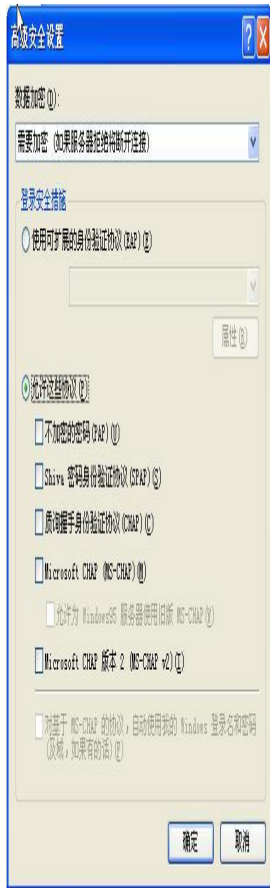 高级安全设置
数据加密(D):
需要加密 (如果服务器拒绝将断开连接)
登录安全措施
使用可扩展的身份验证协议(EAP)(E)
属性(R)
允许这些协议(P)
不加密的密码(PAP)(U)
Shiva 密码身份验证协议(SPAP)(S)
质询握手身份验证协议(CHAP)(C)
Microsoft CHAP (MS-CHAP)(M)
允许为 Windows95 服务器使用旧版 MS-CHAP(W)
Microsoft CHAP 版本 2 (MS-CHAP v2)(I)
对基于 MS-CHAP 的协议，自动使用我的 Windows 登录名和密码
(及域，如果有的话)(F)
确定
取消